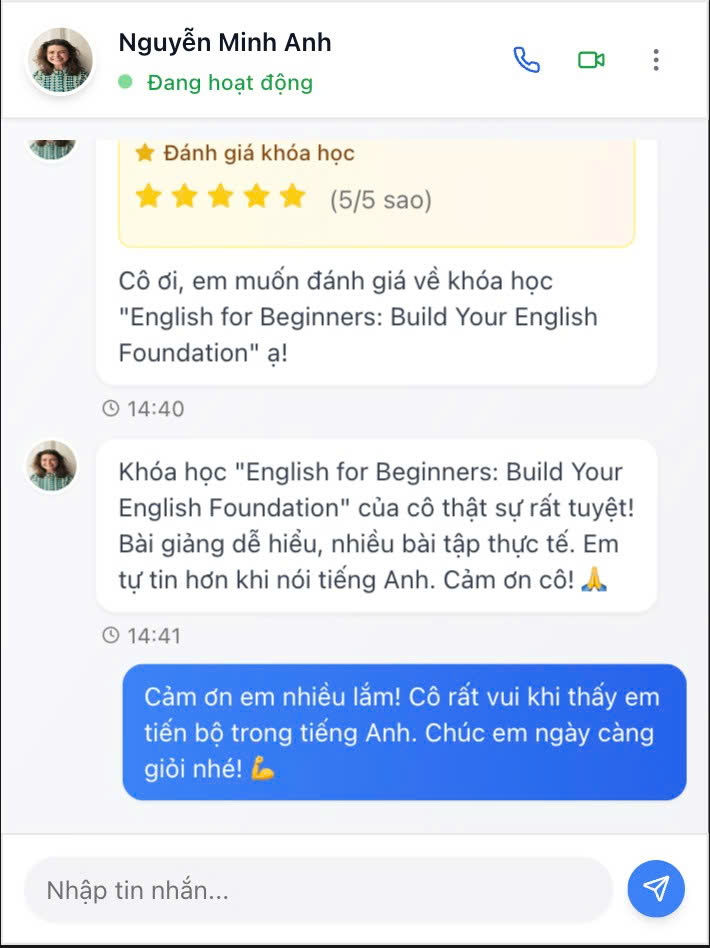 Nguyễn Minh Anh
Đang hoạt động
Đánh giá khóa học
(5/5 sao)
Cô ơi, em muốn đánh giá về khóa học
"English for Beginners: Build Your English
Foundation" ạ!
14:40
Khóa học "English for Beginners: Build Your
English Foundation" của cô thật sự rất tuyệt!
Bài giảng dễ hiểu, nhiều bài tập thực tế. Em
tự tin hơn khi nói tiếng Anh. Cảm ơn cô! 🙏
14:41
Cảm ơn em nhiều lắm! Cô rất vui khi thấy em
tiến bộ trong tiếng Anh. Chúc em ngày càng
giỏi nhé! 💪
Nhập tin nhắn...